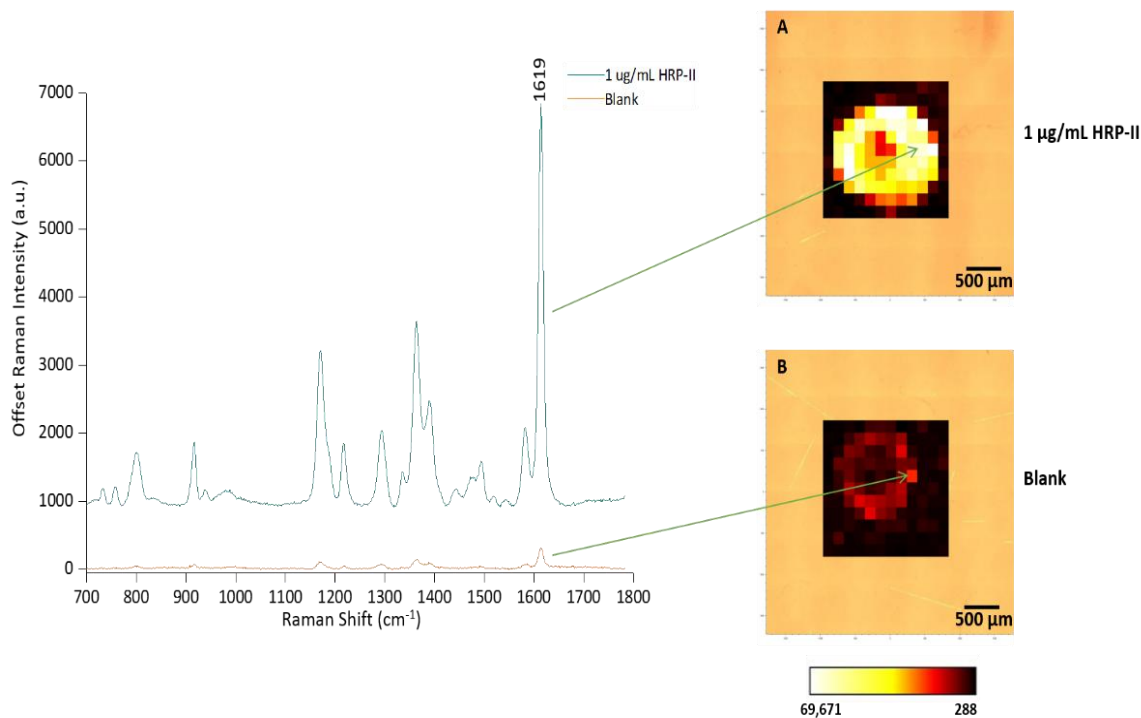 1 ug/mL HRP-II
Blank
1619
Offset Raman Intensity (a.u.)
7000
6000
5000
4000
3000
2000
1000
0
700 800 900 1000 1100 1200 1300 1400 1500 1600 1700 1800
Raman Shift (cm⁻¹)
A
1 µg/mL HRP-II
500 µm
B
Blank
500 µm
69,671 288